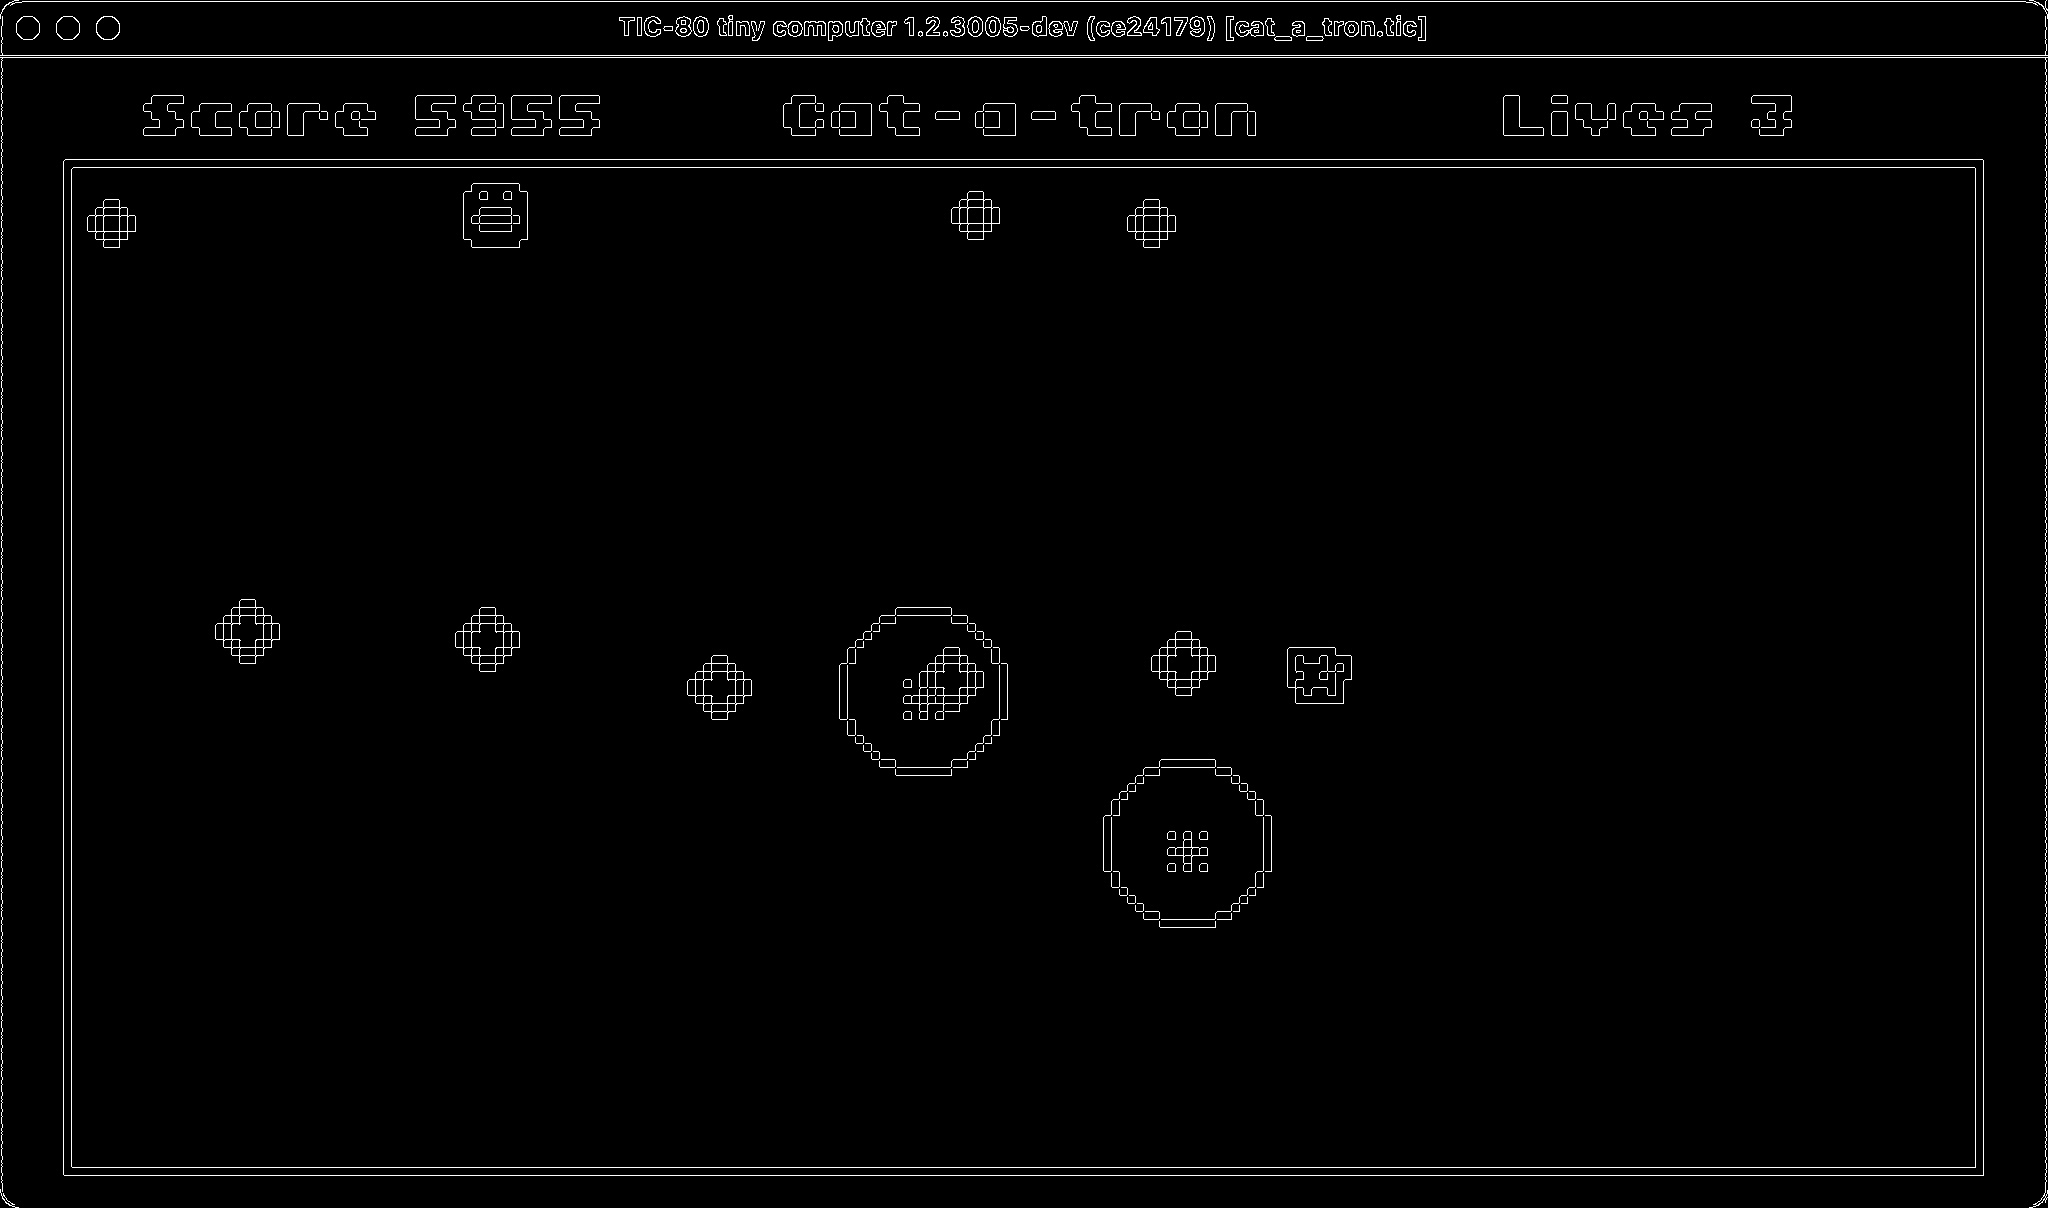 TIC-80 tiny computer 1.2.3005-dev (ce24179) [cat_a_tron.tic]
Score 5955 Cat-a-tron Lives 3